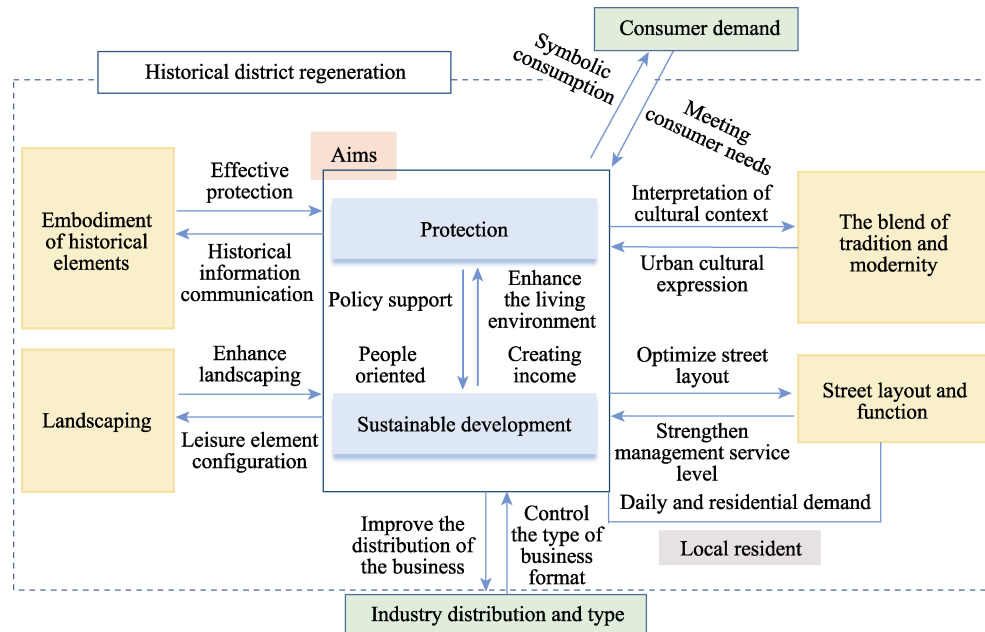 Consumer demand
Historical district regeneration
Symbolic
consumption
Meeting
consumer needs
Aims
Effective
protection
Embodiment
of historical
elements
Historical
information
communication
Protection
Interpretation of
cultural context
The blend of
tradition and
modernity
Urban cultural
expression
Policy support
Enhance
the living
environment
People
oriented
Creating
income
Enhance
landscaping
Landscaping
Leisure element
configuration
Sustainable development
Optimize street
layout
Street layout and
function
Strengthen
management service
level
Daily and residential demand
Local resident
Improve the
distribution of
the business
Control
the type of
business
format
Industry distribution and type